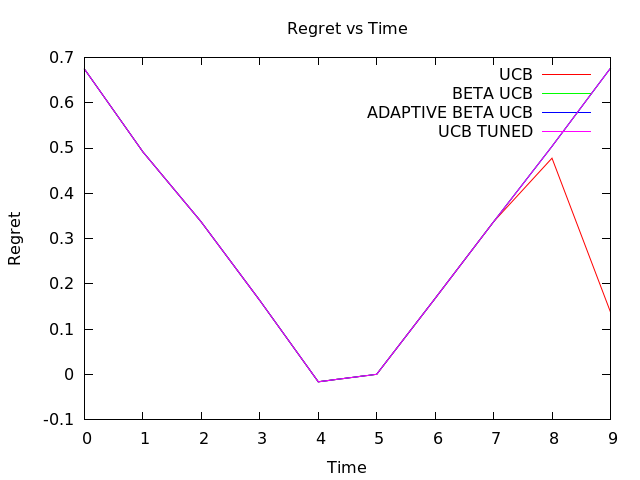 Regret vs Time
0.7
0.6
0.5
0.4
0.3
0.2
0.1
0
-0.1
Regret
UCB
BETA UCB
ADAPTIVE BETA UCB
UCB TUNED
0 1 2 3 4 5 6 7 8 9
Time